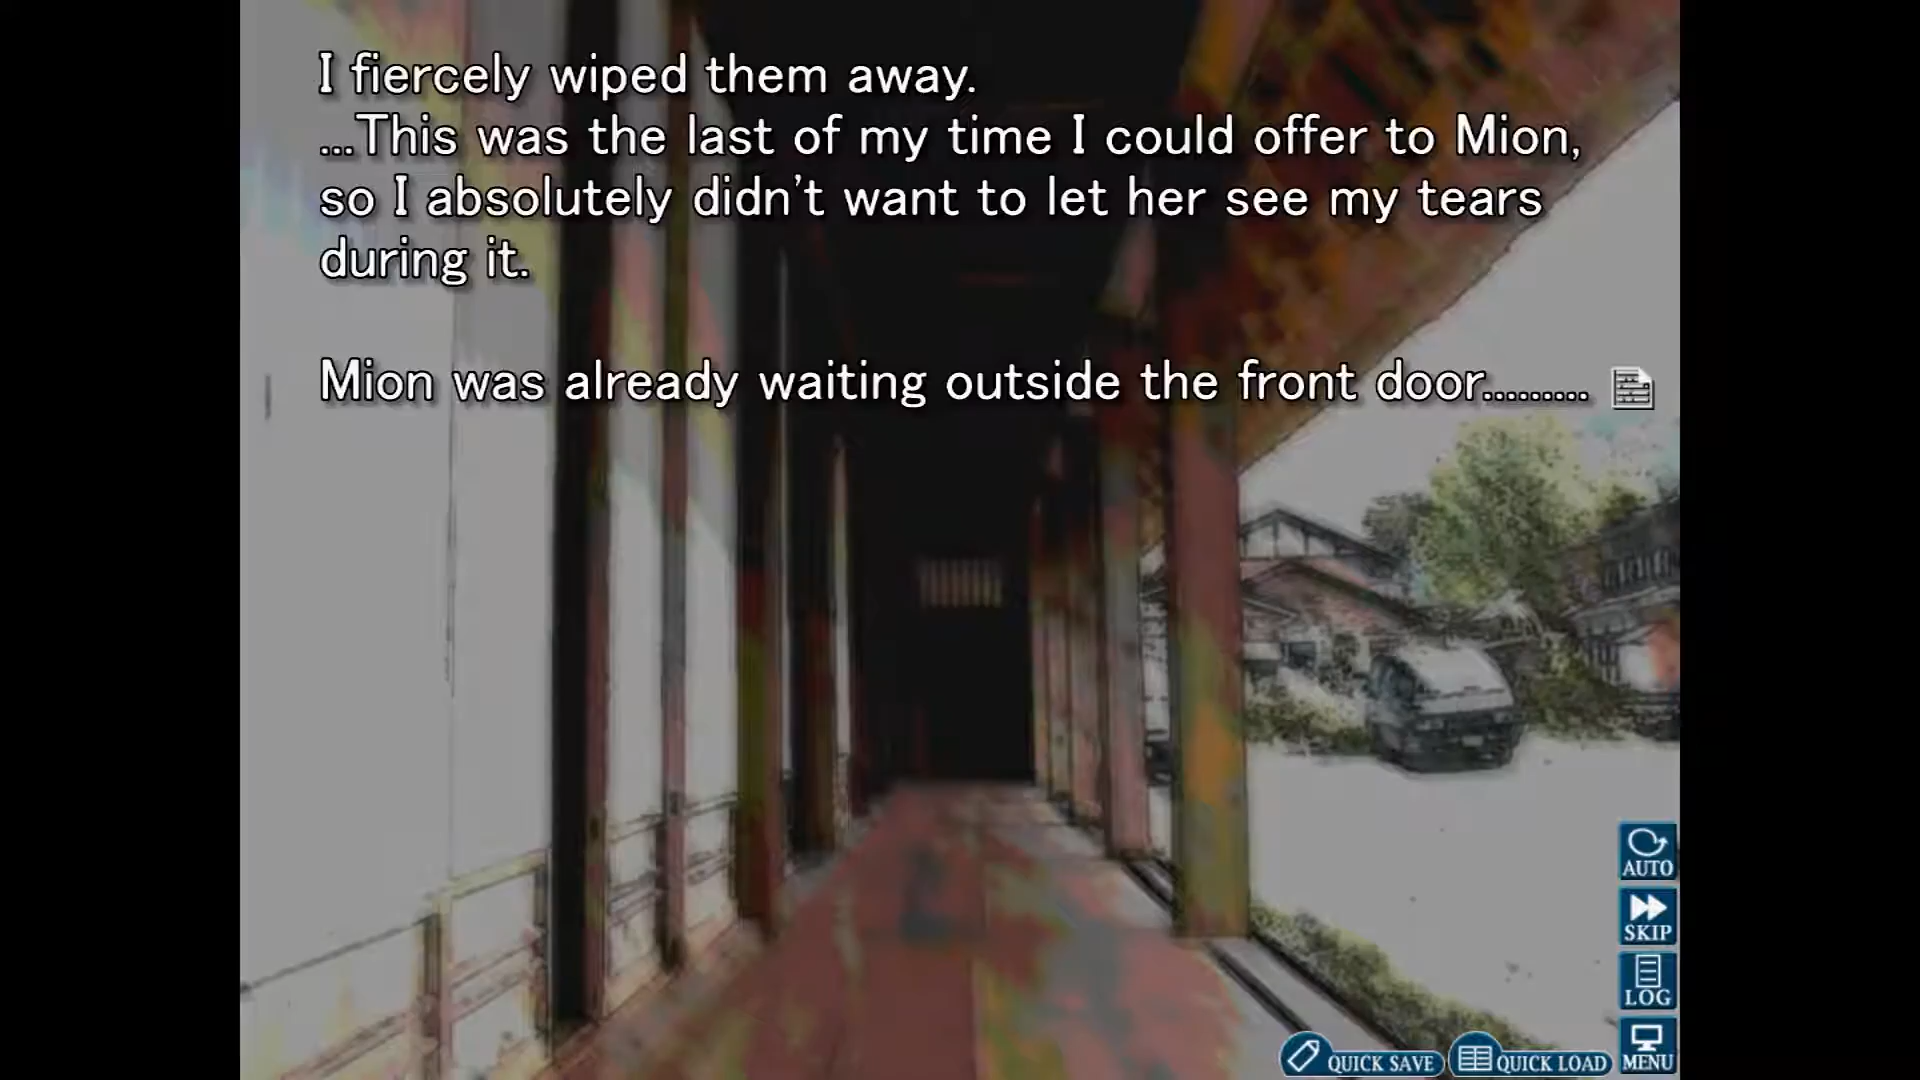 I fiercely wiped them away.
...This was the last of my time I could offer to Mion,
so I absolutely didn't want to let her see my tears
during it.
Mion was already waiting outside the front door.........
AUTO
SKIP
LOG
MENU
QUICK SAVE
QUICK LOAD